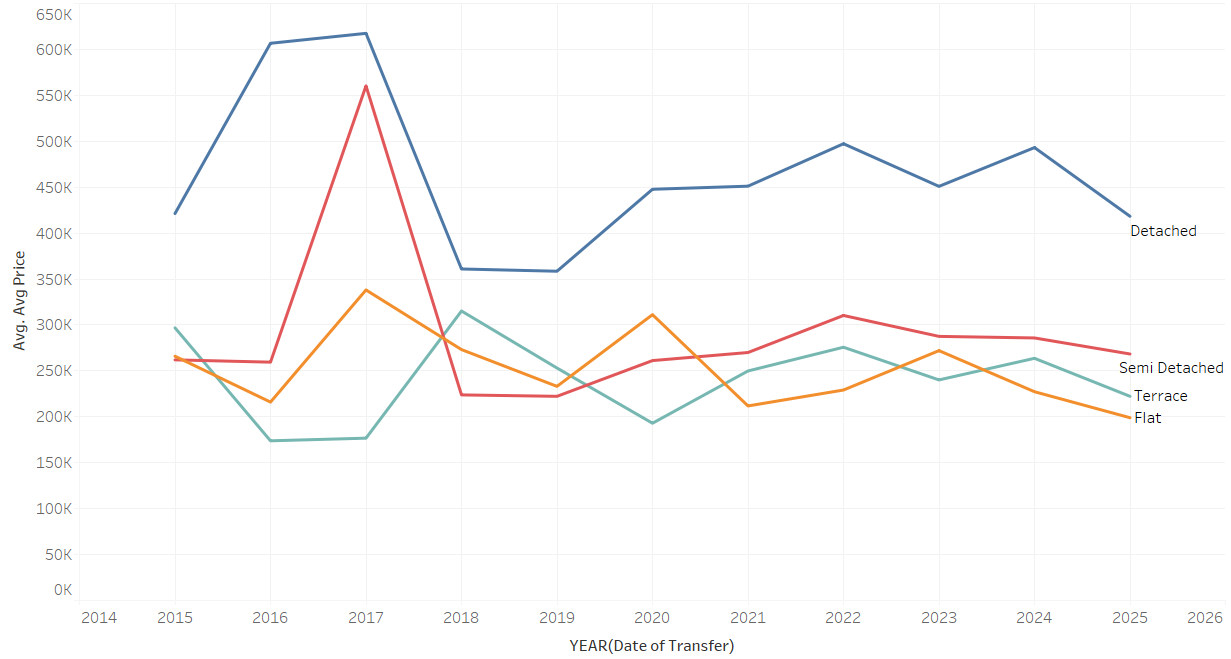 650K
600K
550K
500K
450K
400K
350K
300K
250K
200K
150K
100K
50K
0K
Avg. Avg Price
Detached
Semi Detached
Terrace
Flat
2014 2015 2016 2017 2018 2019 2020 2021 2022 2023 2024 2025 2026
YEAR(Date of Transfer)